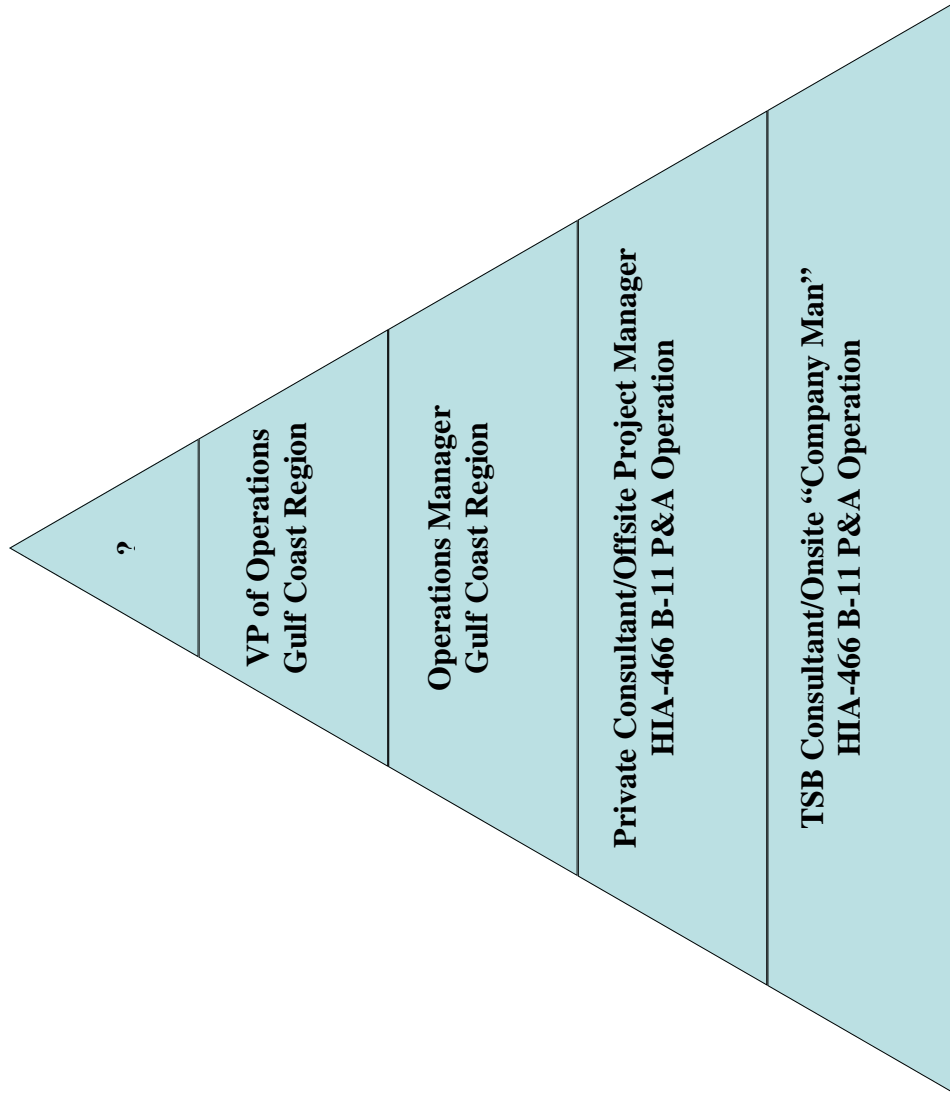 ?
VP of Operations
Gulf Coast Region
Operations Manager
Gulf Coast Region
Private Consultant/Offsite Project Manager
HIA-466 B-11 P&A Operation
TSB Consultant/Onsite “Company Man”
HIA-466 B-11 P&A Operation